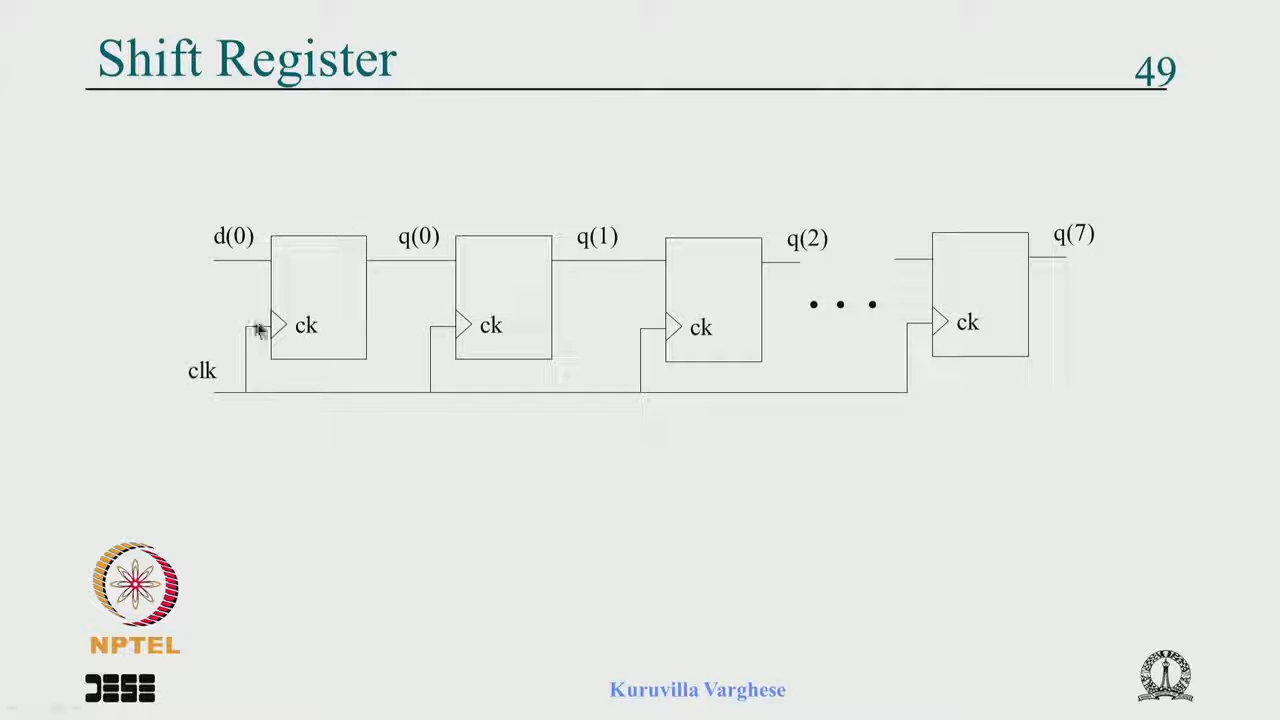 Shift Register
49
d(0)
q(0)
q(1)
q(2)
q(7)
ck
ck
ck
ck
clk
NPTEL
Kuruvilla Varghese